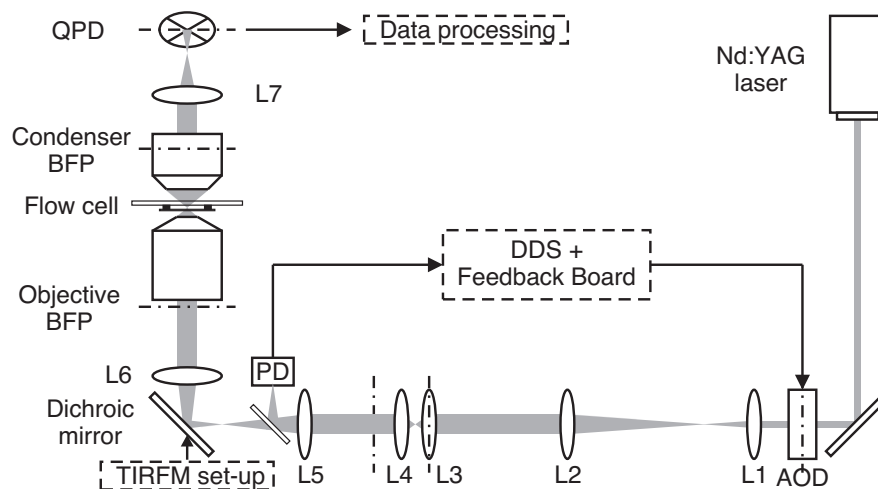 QPD
Data processing
Nd:YAG
laser
L7
Condenser
BFP
Flow cell
DDS +
Feedback Board
Objective
BFP
L6
PD
Dichroic
mirror
TIRFM set-up
L5
L4
L3
L2
L1
AOD